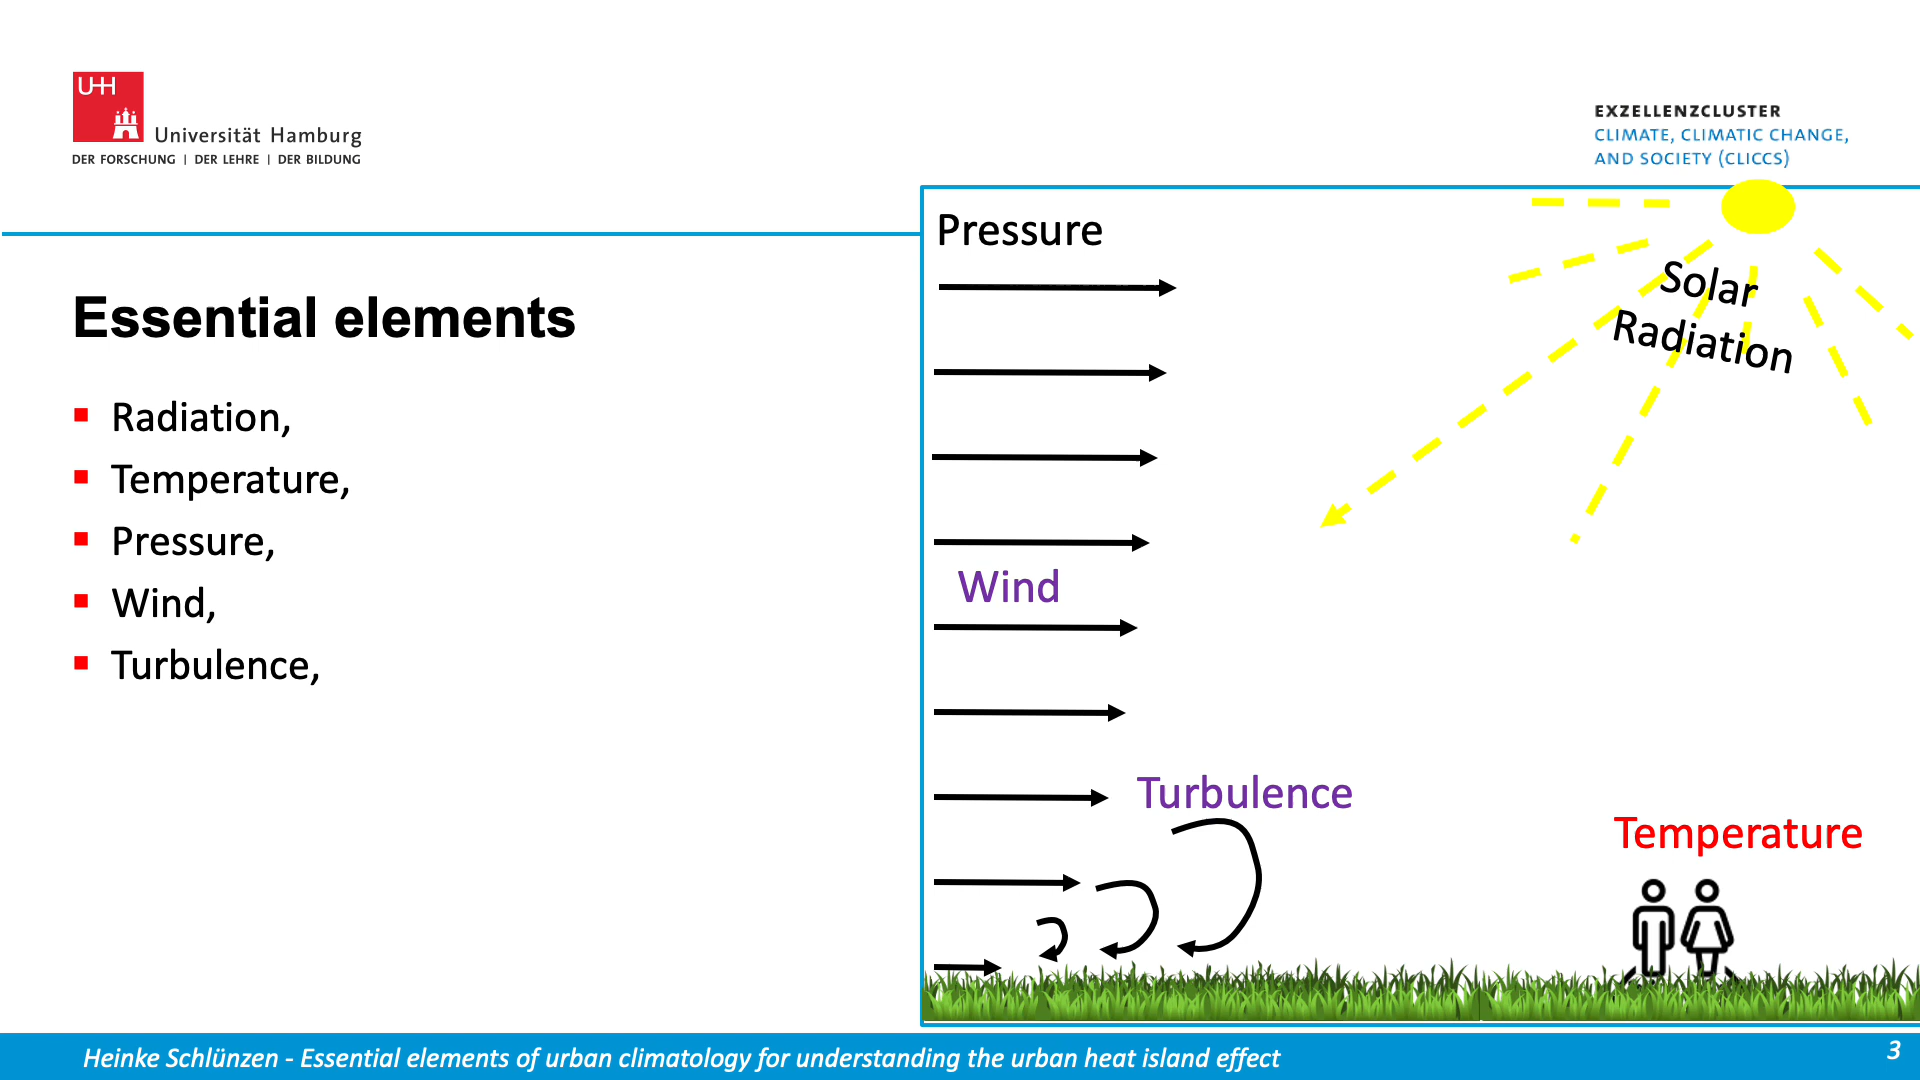 UHH
Universität Hamburg
DER FORSCHUNG | DER LEHRE | DER BILDUNG
EXZELLENZCLUSTER
CLIMATE, CLIMATIC CHANGE,
AND SOCIETY (CLICCS)
Essential elements
Radiation,
Temperature,
Pressure,
Wind,
Turbulence,
Pressure
Solar
Radiation
Wind
Turbulence
Temperature
Heinke Schlünzen - Essential elements of urban climatology for understanding the urban heat island effect
3